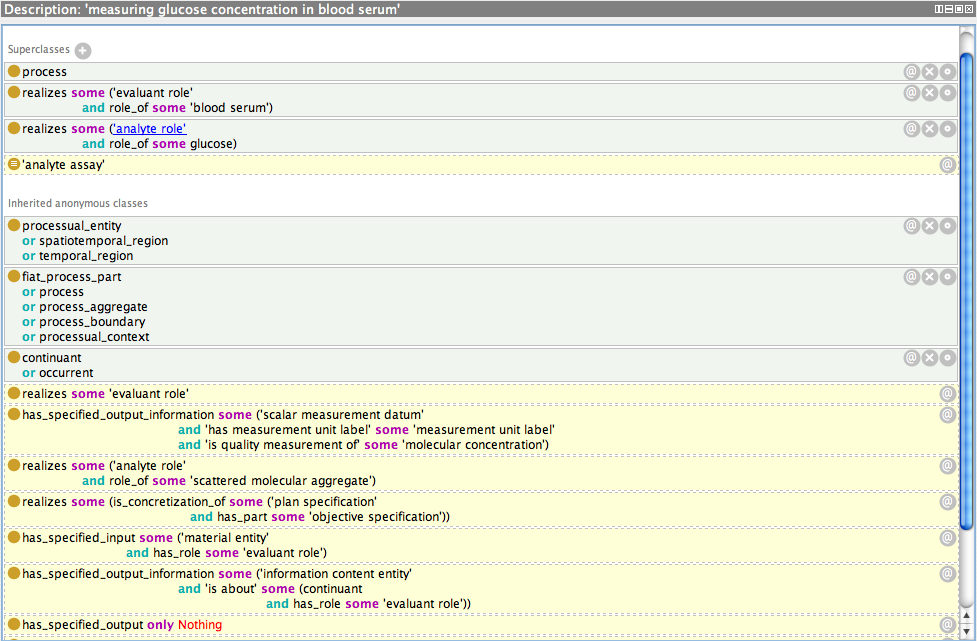 Description: 'measuring glucose concentration in blood serum'
Superclasses
process
realizes some ('evaluant role'
and role_of some 'blood serum')
realizes some ('analyte role'
and role_of some glucose)
'analyte assay'
Inherited anonymous classes
processual_entity
or spatiotemporal_region
or temporal_region
fiat_process_part
or process
or process_aggregate
or process_boundary
or processual_context
continuant
or occurrent
realizes some 'evaluant role'
has_specified_output_information some ('scalar measurement datum'
and 'has measurement unit label' some 'measurement unit label'
and 'is quality measurement of' some 'molecular concentration')
realizes some ('analyte role'
and role_of some 'scattered molecular aggregate')
realizes some (is_concretization_of some ('plan specification'
and has_part some 'objective specification'))
has_specified_input some ('material entity'
and has_role some 'evaluant role')
has_specified_output_information some ('information content entity'
and 'is about' some (continuant
and has_role some 'evaluant role'))
has_specified_output only Nothing